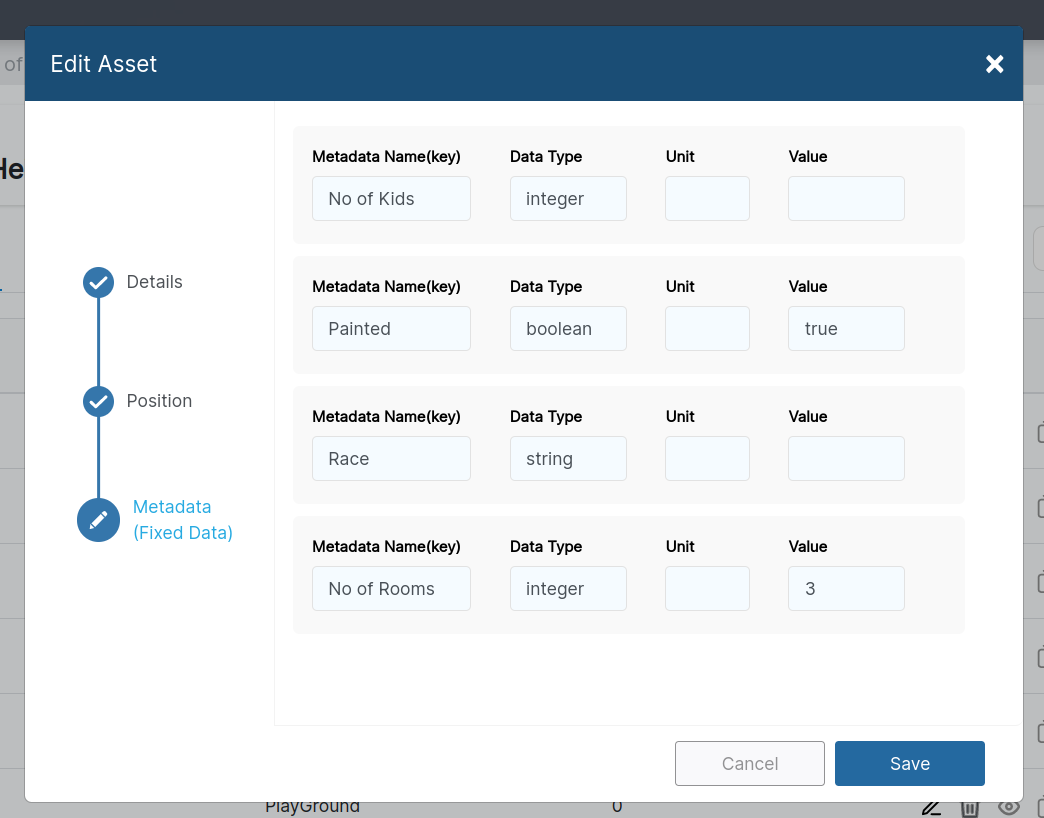 of
Edit Asset
He
Metadata Name(key) Data Type Unit Value
No of Kids integer
Details
Metadata Name(key) Data Type Unit Value
Painted boolean true
Position
Metadata Name(key) Data Type Unit Value
Race string
Metadata
(Fixed Data)
Metadata Name(key) Data Type Unit Value
No of Rooms integer 3
Cancel Save
PlayGround 0